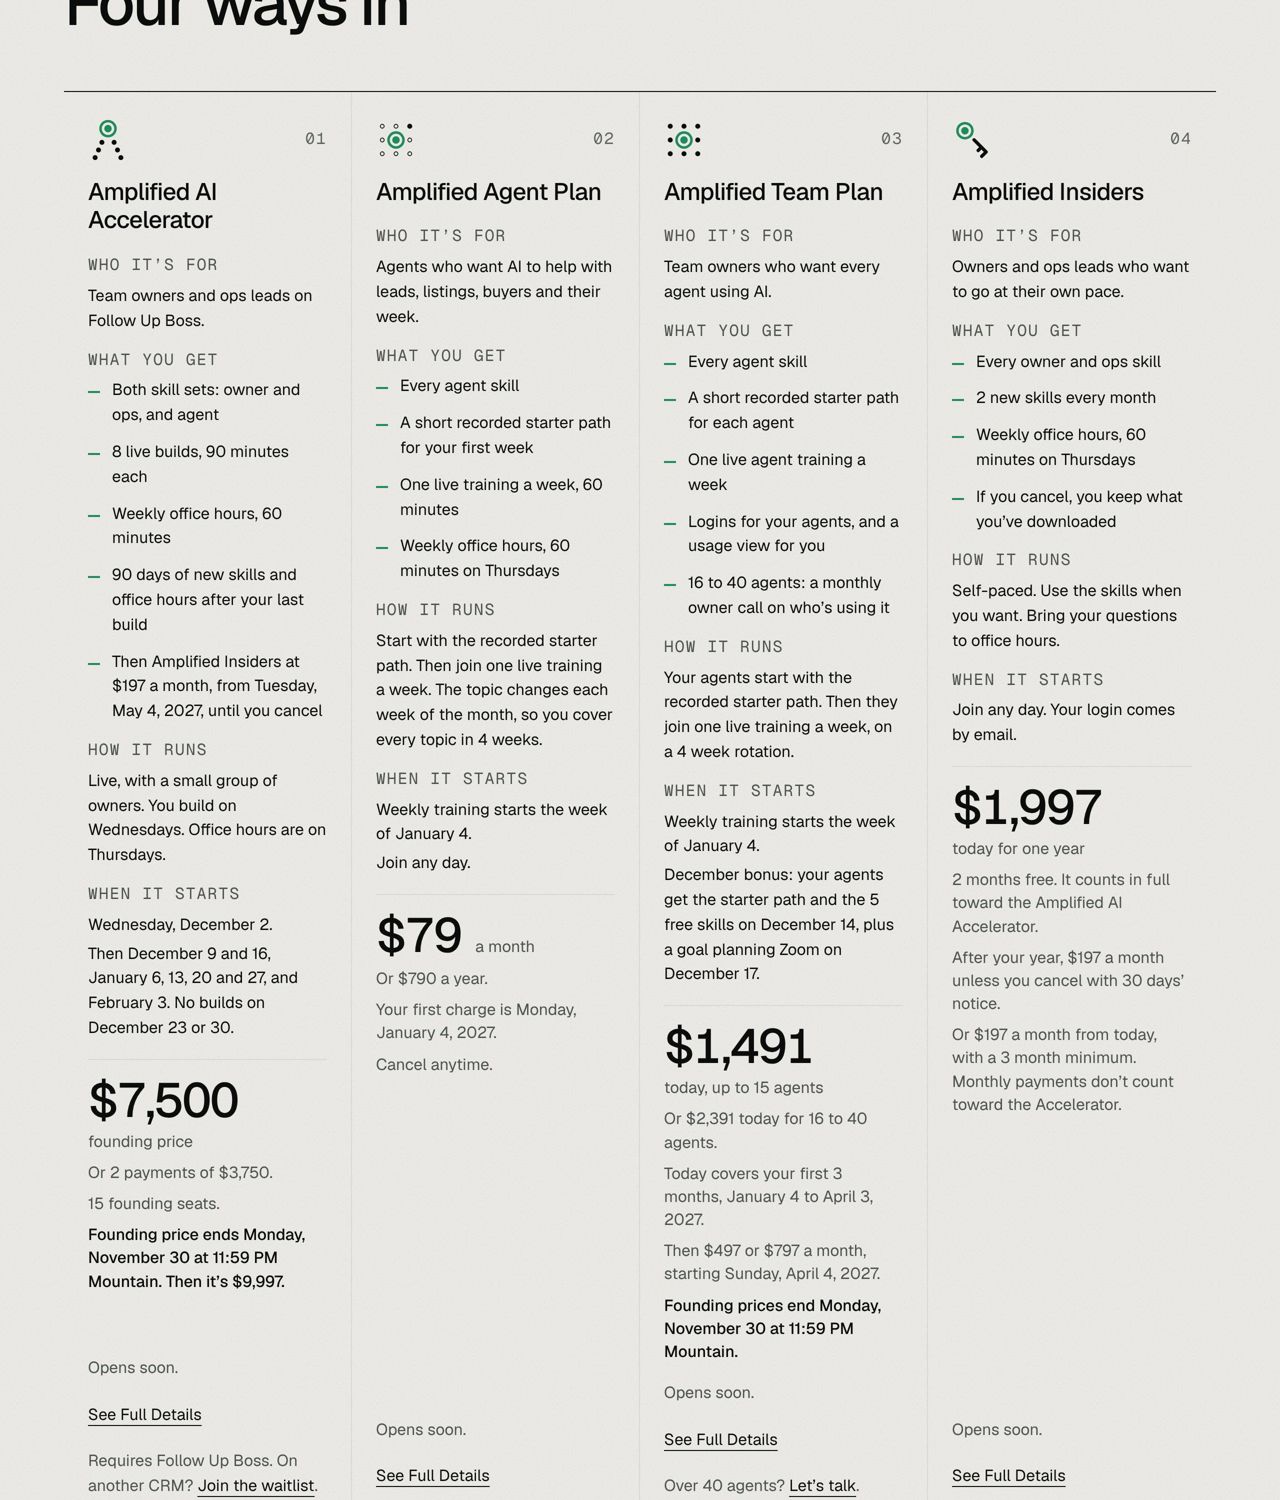 Four ways in
01
Amplified AI
Accelerator
WHO IT’S FOR
Team owners and ops leads on
Follow Up Boss.
WHAT YOU GET
Both skill sets: owner and
ops, and agent
8 live builds, 90 minutes
each
Weekly office hours, 60
minutes
90 days of new skills and
office hours after your last
build
Then Amplified Insiders at
$197 a month, from Tuesday,
May 4, 2027, until you cancel
HOW IT RUNS
Live, with a small group of
owners. You build on
Wednesdays. Office hours are on
Thursdays.
WHEN IT STARTS
Wednesday, December 2.
Then December 9 and 16,
January 6, 13, 20 and 27, and
February 3. No builds on
December 23 or 30.
$7,500
founding price
Or 2 payments of $3,750.
15 founding seats.
Founding price ends Monday,
November 30 at 11:59 PM
Mountain. Then it’s $9,997.
Opens soon.
See Full Details
Requires Follow Up Boss. On
another CRM? Join the waitlist.
02
Amplified Agent Plan
WHO IT’S FOR
Agents who want AI to help with
leads, listings, buyers and their
week.
WHAT YOU GET
Every agent skill
A short recorded starter path
for your first week
One live training a week, 60
minutes
Weekly office hours, 60
minutes on Thursdays
HOW IT RUNS
Start with the recorded starter
path. Then join one live training
a week. The topic changes each
week of the month, so you cover
every topic in 4 weeks.
WHEN IT STARTS
Weekly training starts the week
of January 4.
Join any day.
$79 a month
Or $790 a year.
Your first charge is Monday,
January 4, 2027.
Cancel anytime.
Opens soon.
See Full Details
03
Amplified Team Plan
WHO IT’S FOR
Team owners who want every
agent using AI.
WHAT YOU GET
Every agent skill
A short recorded starter path
for each agent
One live agent training a
week
Logins for your agents, and a
usage view for you
16 to 40 agents: a monthly
owner call on who’s using it
HOW IT RUNS
Your agents start with the
recorded starter path. Then they
join one live training a week, on
a 4 week rotation.
WHEN IT STARTS
Weekly training starts the week
of January 4.
December bonus: your agents
get the starter path and the 5
free skills on December 14, plus
a goal planning Zoom on
December 17.
$1,491
today, up to 15 agents
Or $2,391 today for 16 to 40
agents.
Today covers your first 3
months, January 4 to April 3,
2027.
Then $497 or $797 a month,
starting Sunday, April 4, 2027.
Founding prices end Monday,
November 30 at 11:59 PM
Mountain.
Opens soon.
See Full Details
Over 40 agents? Let’s talk.
04
Amplified Insiders
WHO IT’S FOR
Owners and ops leads who want
to go at their own pace.
WHAT YOU GET
Every owner and ops skill
2 new skills every month
Weekly office hours, 60
minutes on Thursdays
If you cancel, you keep what
you’ve downloaded
HOW IT RUNS
Self-paced. Use the skills when
you want. Bring your questions
to office hours.
WHEN IT STARTS
Join any day. Your login comes
by email.
$1,997
today for one year
2 months free. It counts in full
toward the Amplified AI
Accelerator.
After your year, $197 a month
unless you cancel with 30 days’
notice.
Or $197 a month from today,
with a 3 month minimum.
Monthly payments don’t count
toward the Accelerator.
Opens soon.
See Full Details